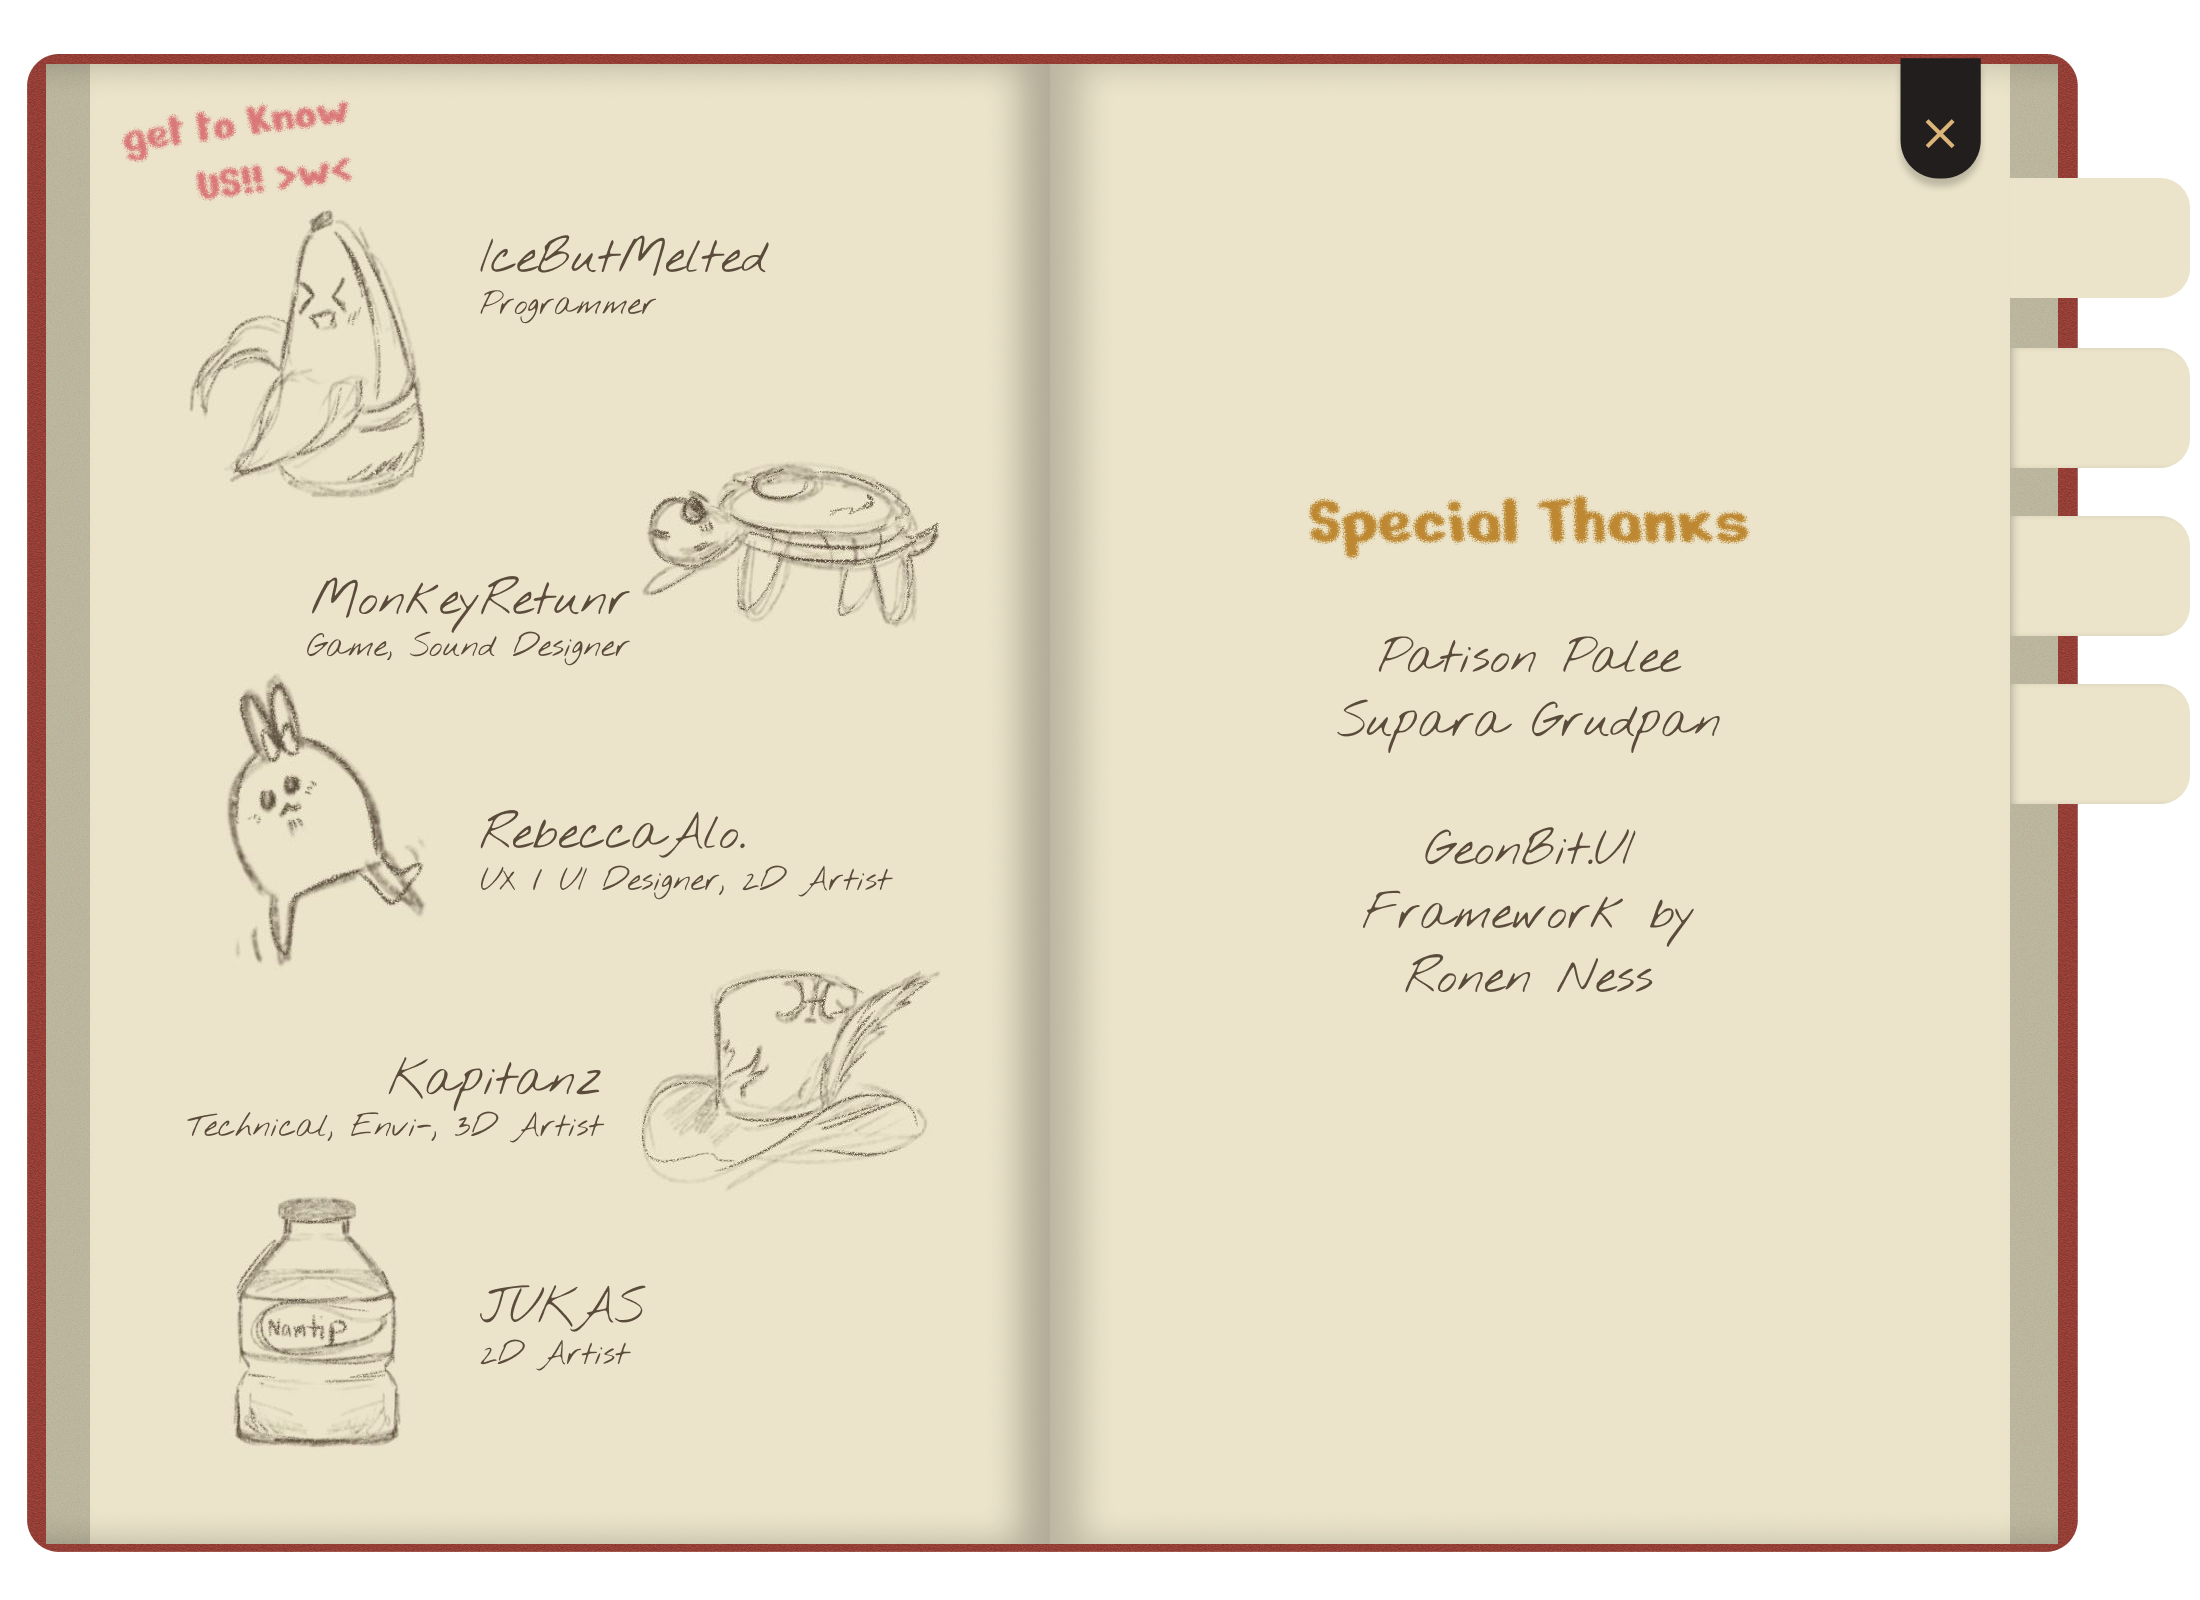 get to Know
US!! >w<
IceButMelted
Programmer
MonKeyRetunr
Game, Sound Designer
RebeccaAlo.
UX / UI Designer, 2D Artist
Kapitanz
Technical, Envi-, 3D Artist
Namtip
JUKAS
2D Artist
Special Thanks
Patison Palee
Supara Grudpan
GeonBit.UI
Framework by
Ronen Ness